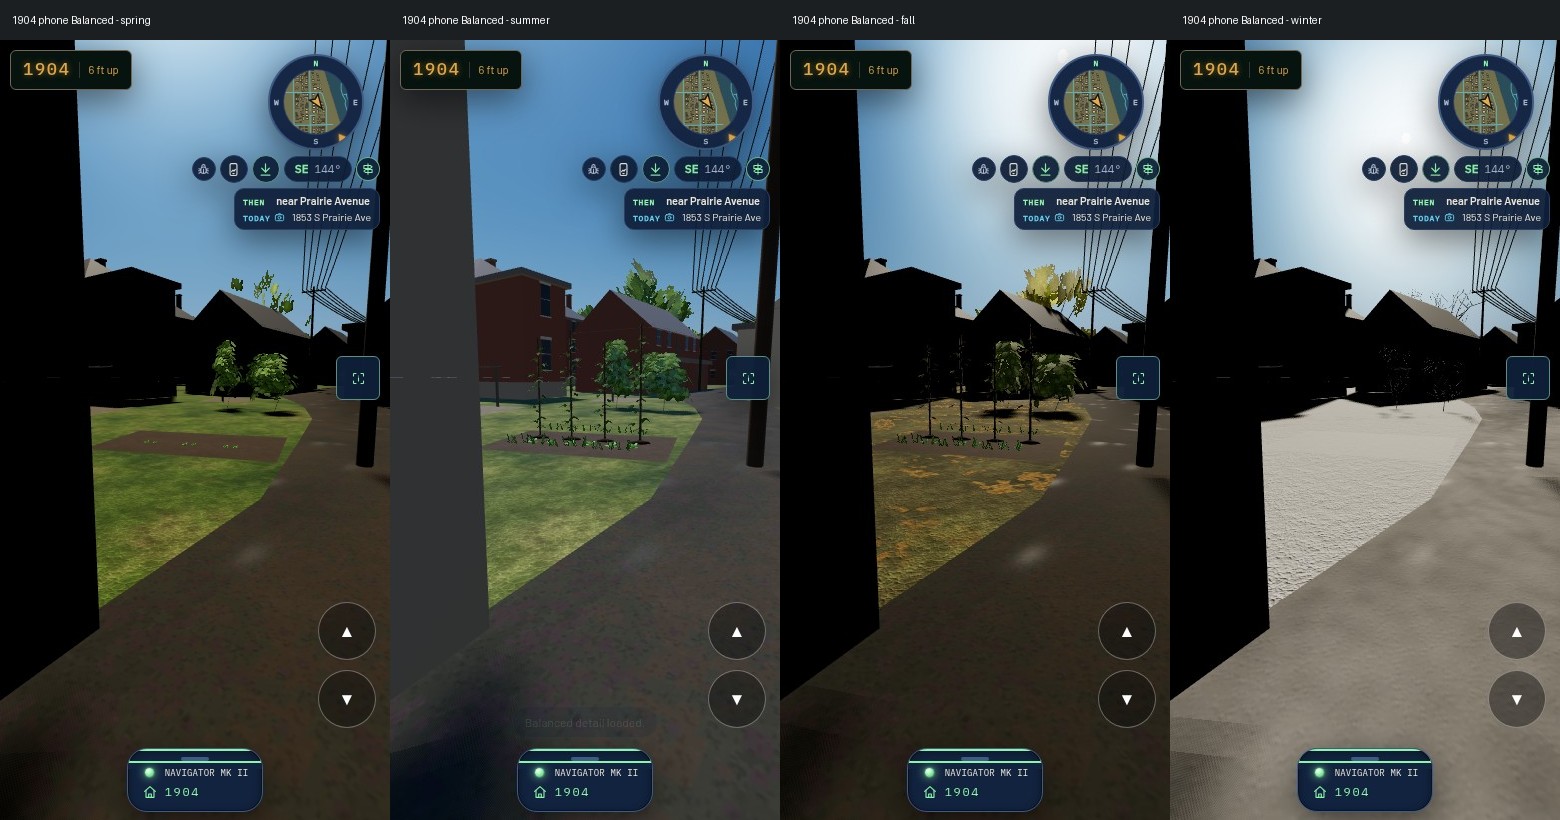 1904 phone Balanced - spring
1904 phone Balanced - summer
1904 phone Balanced - fall
1904 phone Balanced - winter
1904 6 ft up
N
W E
S
SE 144°
THEN near Prairie Avenue
TODAY 1853 S Prairie Ave
NAVIGATOR MK II
1904
1904 6 ft up
N
W E
S
SE 144°
THEN near Prairie Avenue
TODAY 1853 S Prairie Ave
Balanced detail loaded.
NAVIGATOR MK II
1904
1904 6 ft up
N
W E
S
SE 144°
THEN near Prairie Avenue
TODAY 1853 S Prairie Ave
NAVIGATOR MK II
1904
1904 6 ft up
N
W E
S
SE 144°
THEN near Prairie Avenue
TODAY 1853 S Prairie Ave
NAVIGATOR MK II
1904